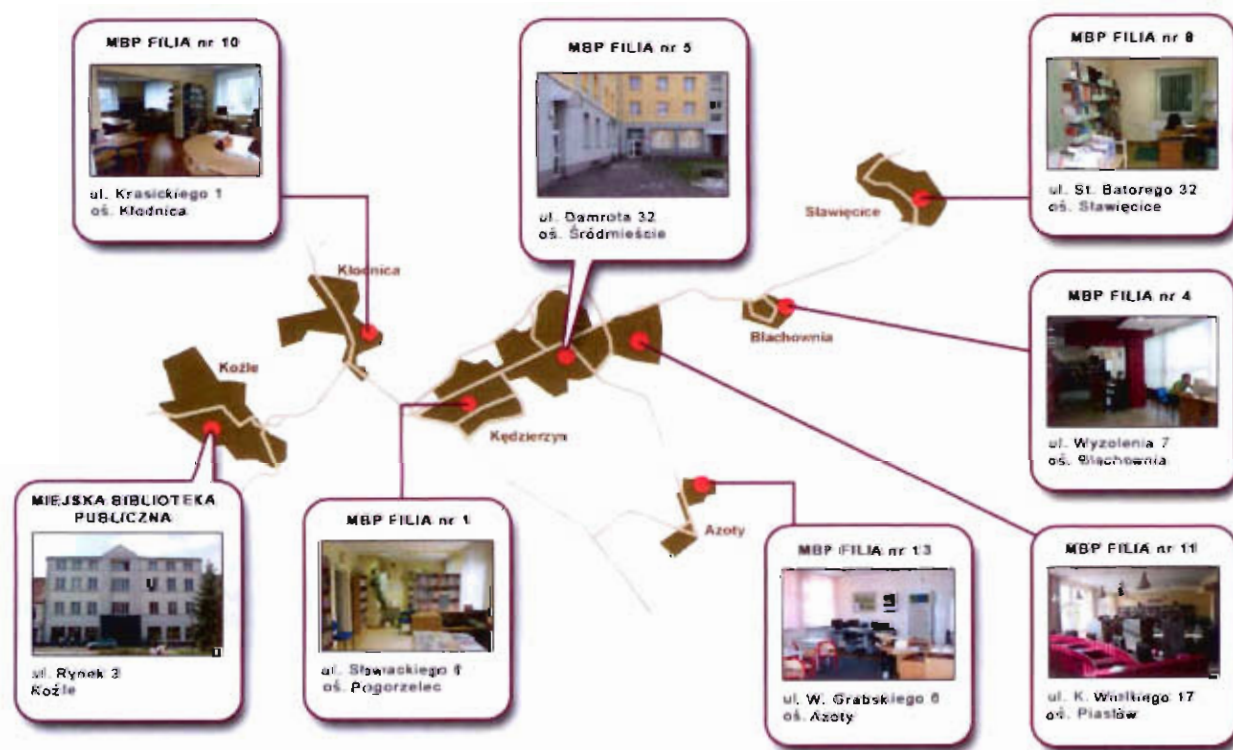 MBP FILIA nr 10
ul. Krasickiego 1
oś. Kłodnica
MBP FILIA nr 5
ul. Damrota 32
oś. Śródmieście
MBP FILIA nr 8
ul. St. Batorego 32
oś. Sławięcice
Sławięcice
Kłodnica
MBP FILIA nr 4
ul. Wyzolenia 7
oś. Blachownia
Blachownia
Koźle
Kędzierzyn
Azoty
MIEJSKA BIBLIOTEKA
PUBLICZNA
ul. Rynek 3
Koźle
MBP FILIA nr 1
ul. Słowackiego
oś. Pogorzelec
MBP FILIA nr 13
ul. W. Grabskiego 6
oś. Azoty
MBP FILIA nr 11
ul. K. Wielkiego 17
oś. Piastów